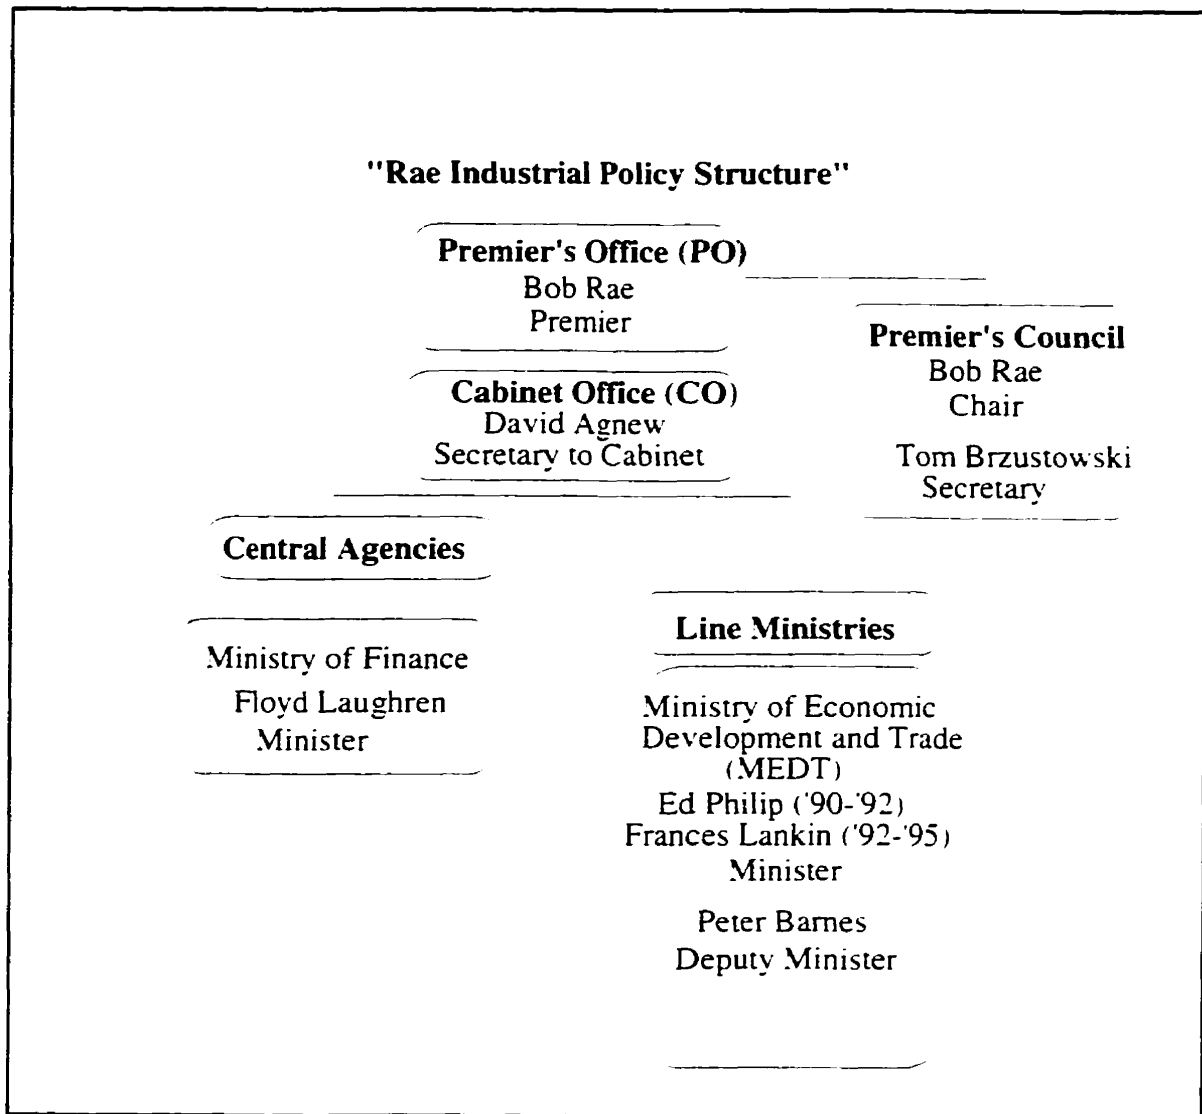 "Rae Industrial Policy Structure"
Premier's Office (PO)
Bob Rae
Premier
Cabinet Office (CO)
David Agnew
Secretary to Cabinet
Premier's Council
Bob Rae
Chair
Tom Brzustowski
Secretary
Central Agencies
Ministry of Finance
Floyd Laughren
Minister
Line Ministries
Ministry of Economic
Development and Trade
(MEDT)
Ed Philip ('90-'92)
Frances Lankin ('92-'95)
Minister
Peter Barnes
Deputy Minister